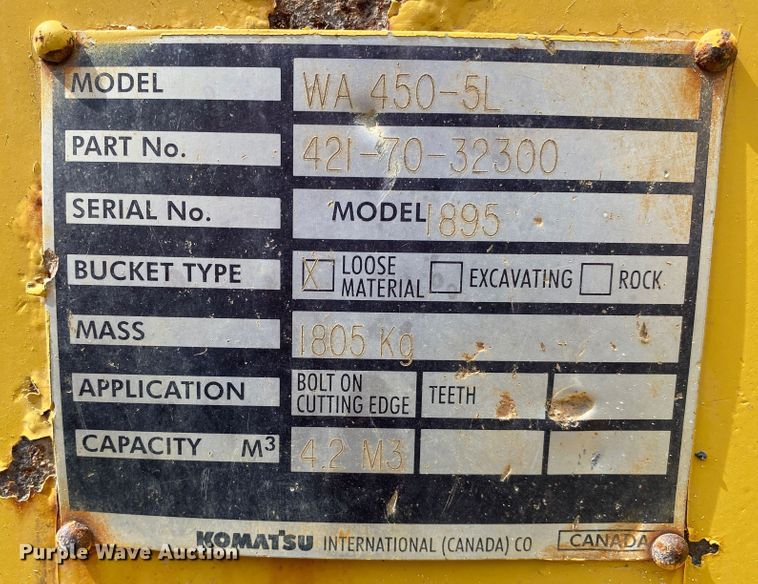 MODEL WA 450-5L
PART No. 421-70-32300
SERIAL No. MODEL 1895
BUCKET TYPE X LOOSE MATERIAL EXCAVATING ROCK
MASS 1805 Kg
APPLICATION BOLT ON CUTTING EDGE TEETH
CAPACITY M³ 4.2 M3
KOMATSU INTERNATIONAL (CANADA) CO CANADA
Purple Wave Auction